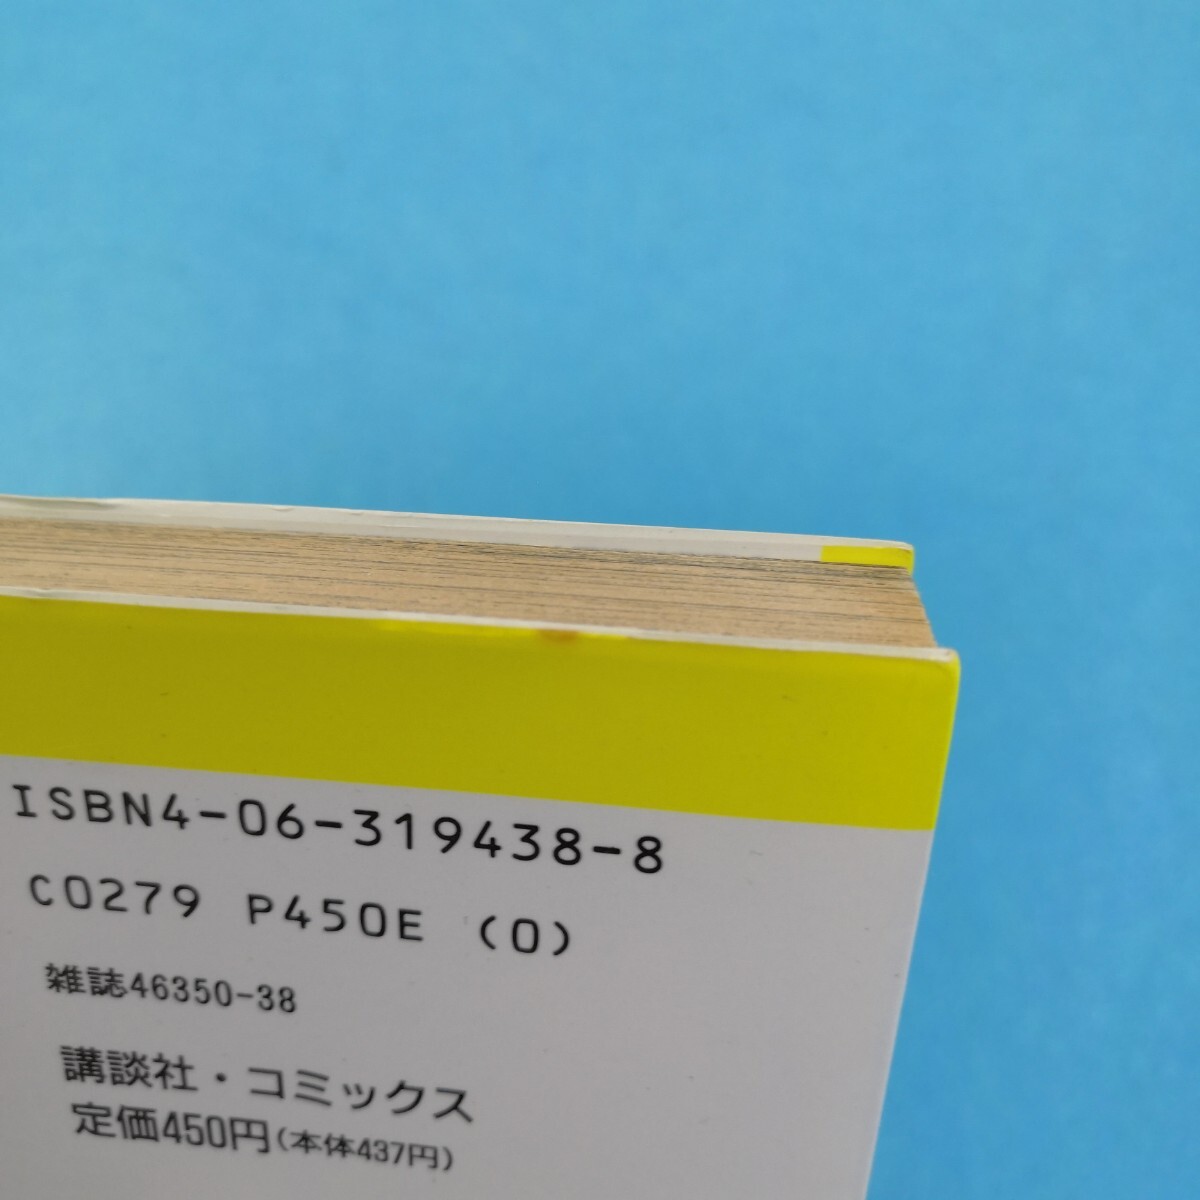 ISBN4-06-319438-8
C0279 P450E (0)
雑誌46350-38
講談社・コミックス
定価450円(本体437円)